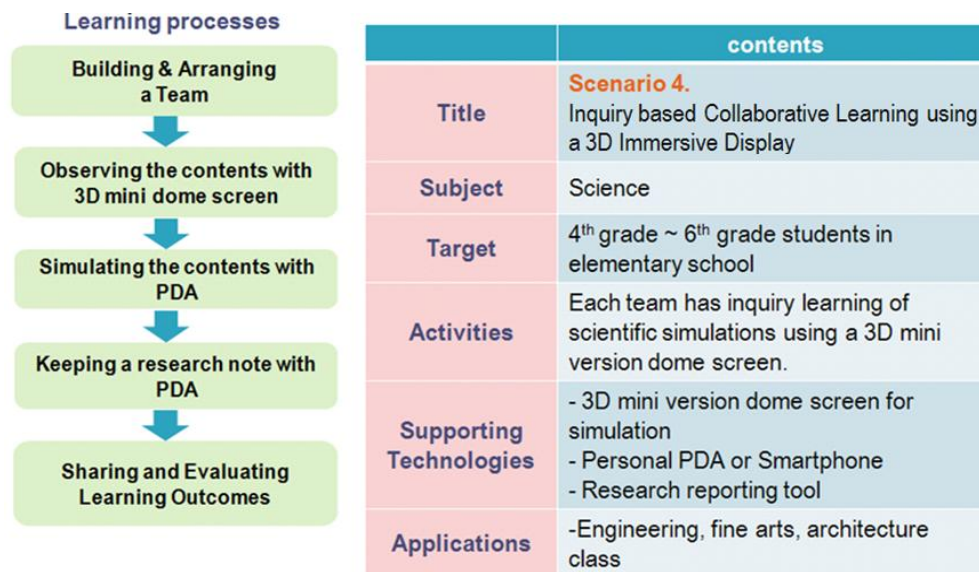 Learning processes
Building & Arranging
a Team
Observing the contents with
3D mini dome screen
Simulating the contents with
PDA
Keeping a research note with
PDA
Sharing and Evaluating
Learning Outcomes
contents
Title
Scenario 4.
Inquiry based Collaborative Learning using
a 3D Immersive Display
Subject
Science
Target
4th grade ~ 6th grade students in
elementary school
Activities
Each team has inquiry learning of
scientific simulations using a 3D mini
version dome screen.
Supporting
Technologies
- 3D mini version dome screen for
simulation
- Personal PDA or Smartphone
- Research reporting tool
Applications
-Engineering, fine arts, architecture
class